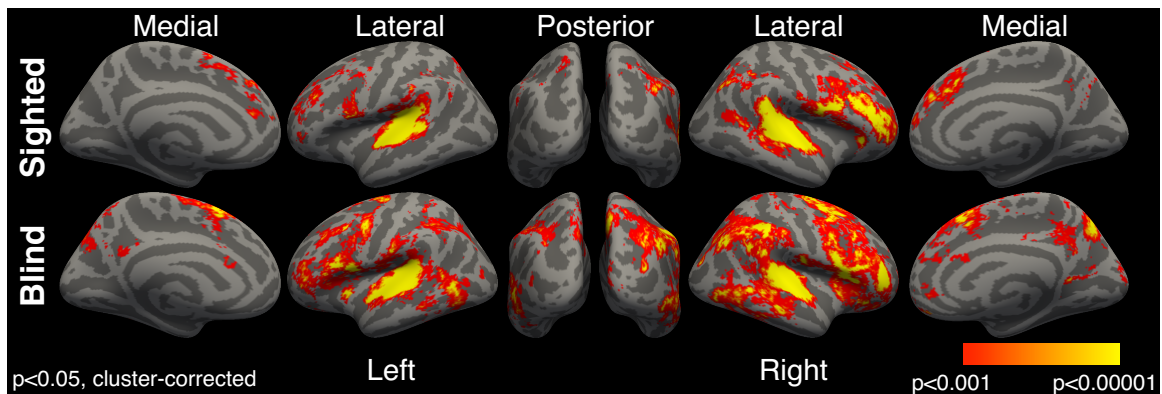 Medial Lateral Posterior Lateral Medial
Sighted
Blind
Left Right
p<0.05, cluster-corrected
p<0.001 p<0.00001